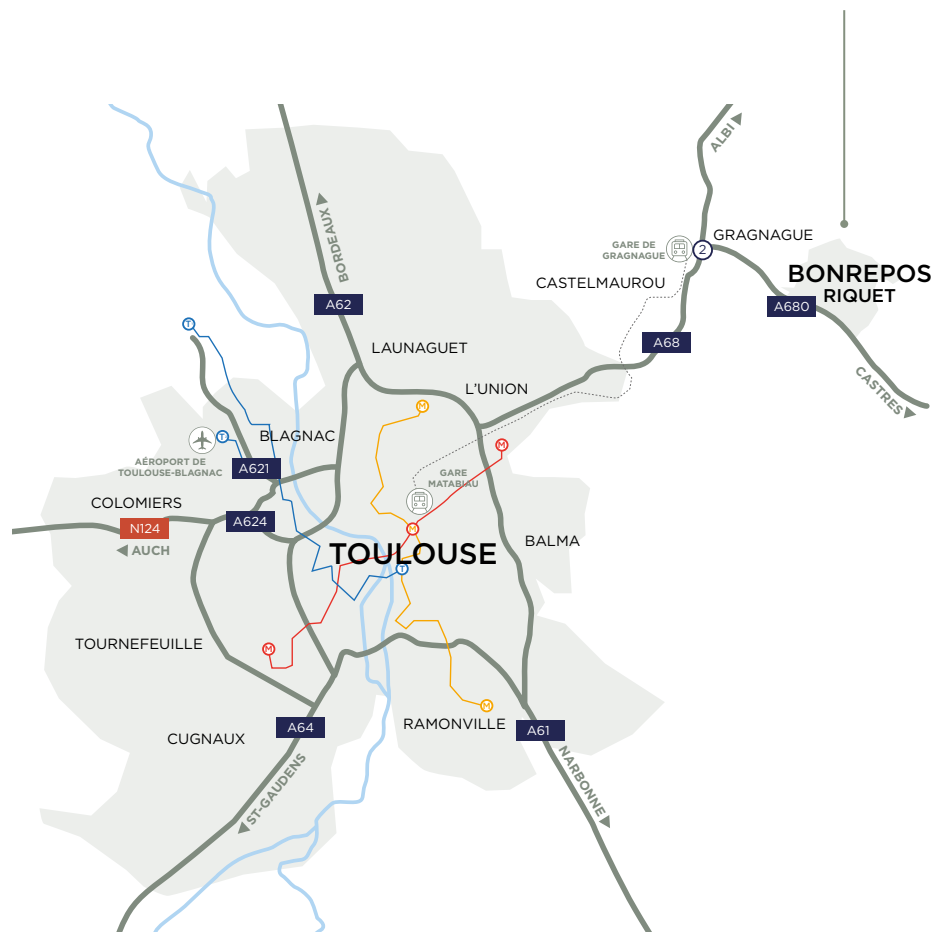 ALBI
GRAGNAGUE
GARE DE
GRAGNAGUE
2
BONREPOS
RIQUET
CASTELMAUROU
BORDEAUX
A62
A680
T
A68
LAUNAGUET
CASTRES
L'UNION
M
T
BLAGNAC
M
AÉROPORT DE
TOULOUSE-BLAGNAC
A621
GARE
MATABIAU
COLOMIERS
A624
N124
M
AUCH
TOULOUSE
BALMA
T
TOURNEFEUILLE
M
M
RAMONVILLE
A64
A61
CUGNAUX
ST-GAUDENS
NARBONNE